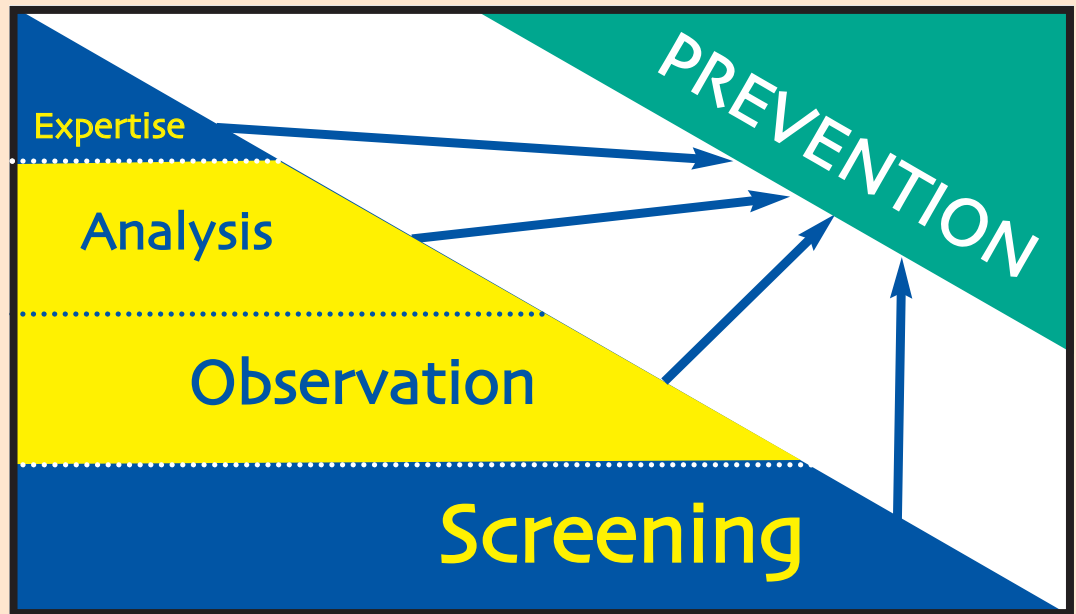 PREVENTION
Expertise
Analysis
Observation
Screening